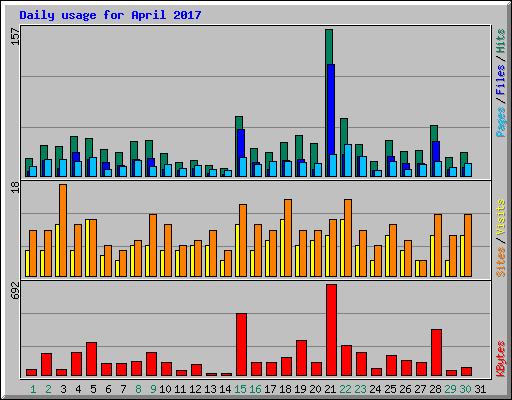 Daily usage for April 2017
157
Pages / Files / Hits
18
Sites / Visits
692
KBytes
1 2 3 4 5 6 7 8 9 10 11 12 13 14 15 16 17 18 19 20 21 22 23 24 25 26 27 28 29 30 31